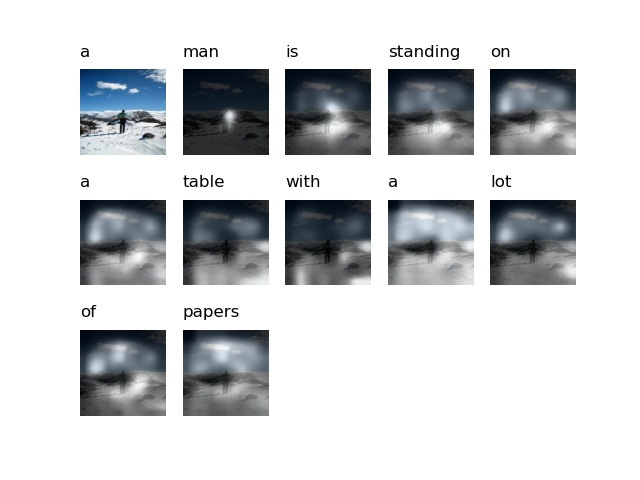 a man is standing on
a table with a lot
of papers